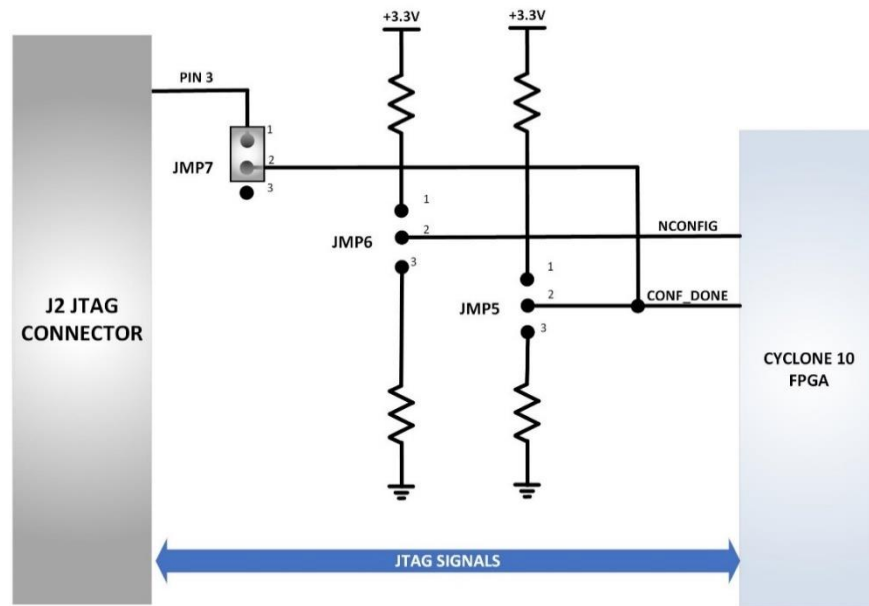 +3.3V
+3.3V
PIN 3
1
2
3
JMP7
1
2
3
JMP6
NCONFIG
1
2
3
JMP5
CONF_DONE
J2 JTAG
CONNECTOR
CYCLONE 10
FPGA
JTAG SIGNALS